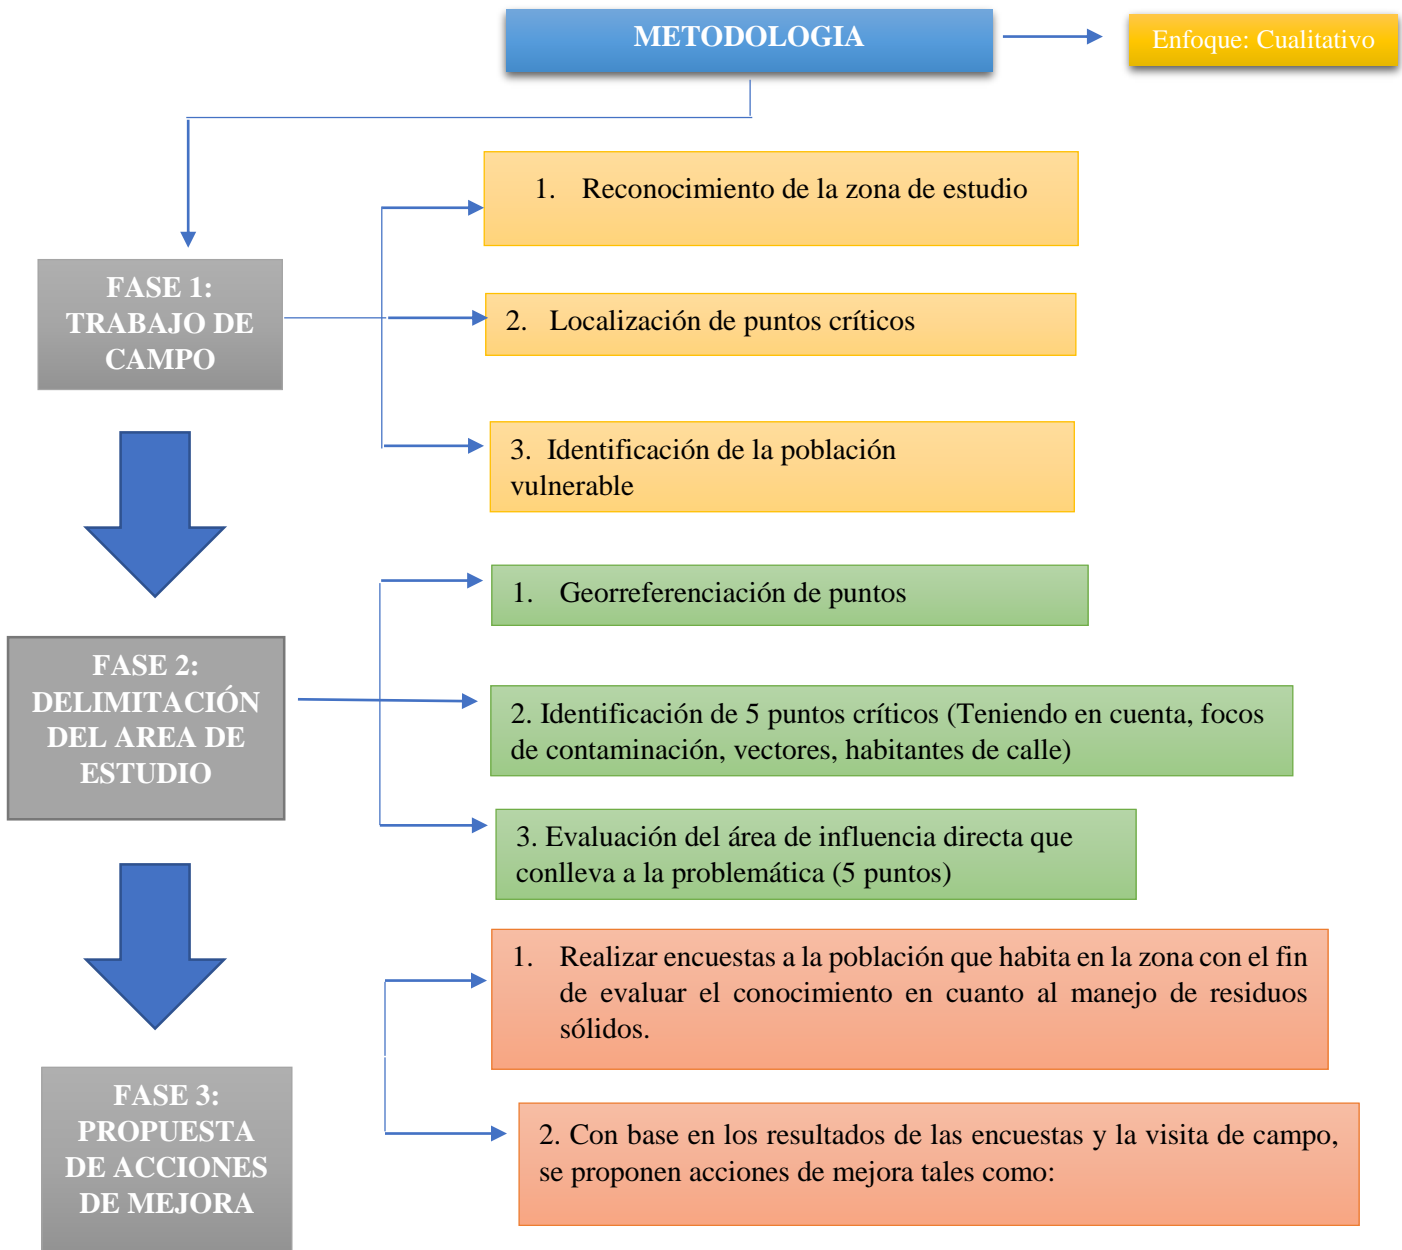 METODOLOGIA
Enfoque: Cualitativo
FASE 1:
TRABAJO DE
CAMPO
1. Reconocimiento de la zona de estudio
2. Localización de puntos críticos
3. Identificación de la población
vulnerable
FASE 2:
DELIMITACIÓN
DEL AREA DE
ESTUDIO
1. Georreferenciación de puntos
2. Identificación de 5 puntos críticos (Teniendo en cuenta, focos
de contaminación, vectores, habitantes de calle)
3. Evaluación del área de influencia directa que
conlleva a la problemática (5 puntos)
FASE 3:
PROPUESTA
DE ACCIONES
DE MEJORA
1. Realizar encuestas a la población que habita en la zona con el fin
de evaluar el conocimiento en cuanto al manejo de residuos
sólidos.
2. Con base en los resultados de las encuestas y la visita de campo,
se proponen acciones de mejora tales como: